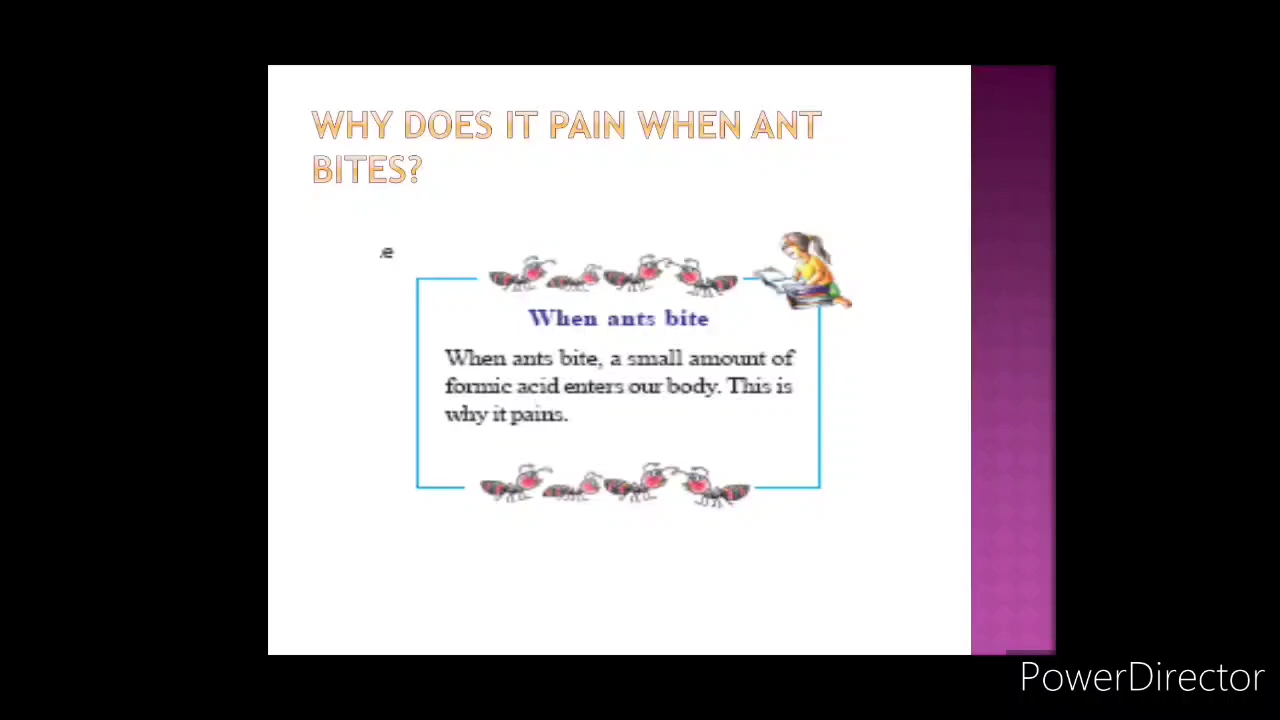 WHY DOES IT PAIN WHEN ANT
BITES?
æ
When ants bite
When ants bite, a small amount of
formic acid enters our body. This is
why it pains.
PowerDirector